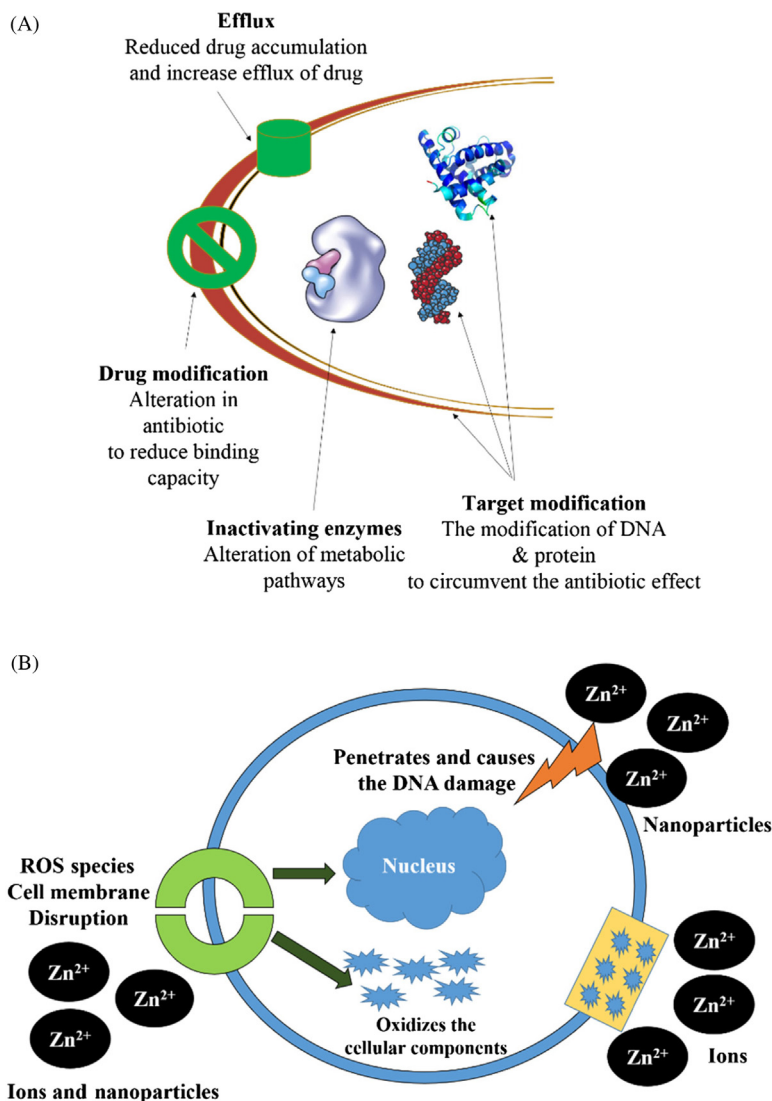 (A)
Efflux
Reduced drug accumulation
and increase efflux of drug
Drug modification
Alteration in
antibiotic
to reduce binding
capacity
Inactivating enzymes
Alteration of metabolic
pathways
Target modification
The modification of DNA
& protein
to circumvent the antibiotic effect
(B)
Zn²⁺
Zn²⁺
Zn²⁺
Nanoparticles
Penetrates and causes
the DNA damage
Nucleus
ROS species
Cell membrane
Disruption
Zn²⁺
Zn²⁺
Zn²⁺
Ions and nanoparticles
Oxidizes the
cellular components
Zn²⁺
Zn²⁺
Zn²⁺
Ions